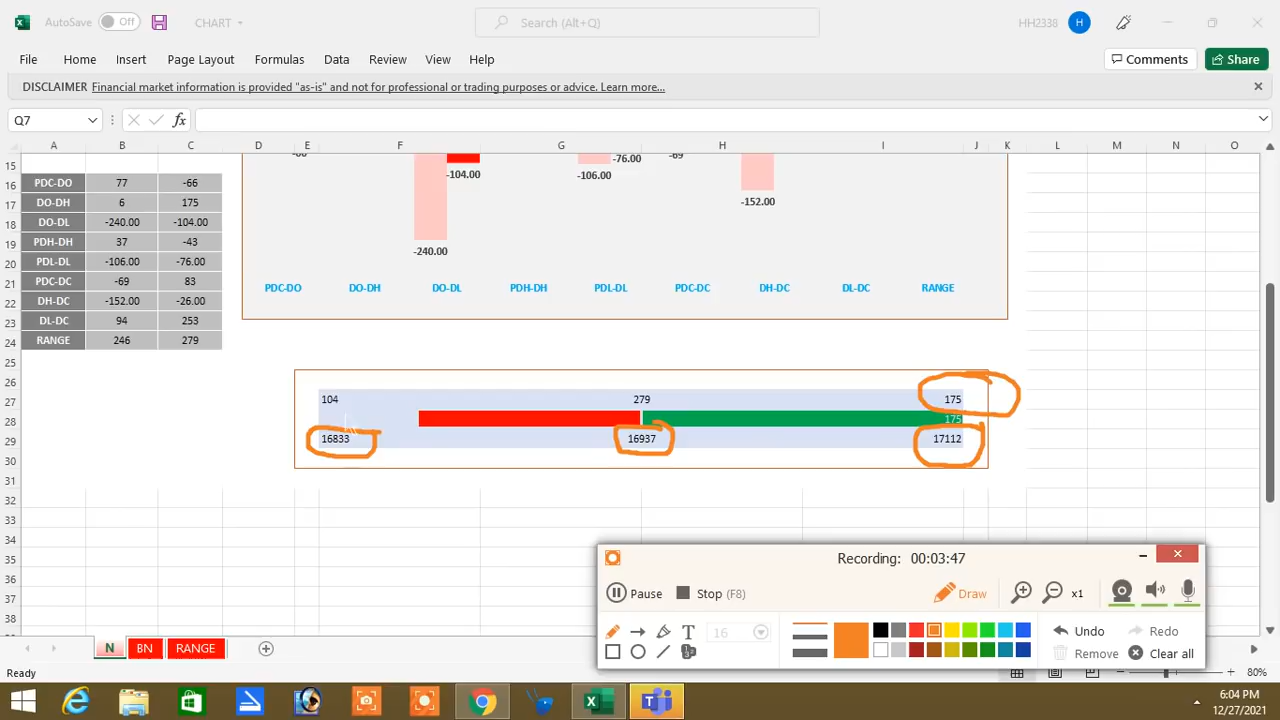 AutoSave Off CHART Search (Alt+Q) HH2338 H
File Home Insert Page Layout Formulas Data Review View Help Comments Share
DISCLAIMER Financial market information is provided "as-is" and not for professional or trading purposes or advice. Learn more...
Q7 fx
A B C D E F G H I J K L M N O
15 -76.00 -69
16 PDC-DO 77 -66 -104.00 -106.00
17 DO-DH 6 175 -152.00
18 DO-DL -240.00 -104.00
19 PDH-DH 37 -43
20 PDL-DL -106.00 -76.00 -240.00
21 PDC-DC -69 83
22 DH-DC -152.00 -26.00 PDC-DO DO-DH DO-DL PDH-DH PDL-DL PDC-DC DH-DC DL-DC RANGE
23 DL-DC 94 253
24 RANGE 246 279
25
26
27 104 279 175
28 175
29 16833 16937 17112
30
31
32
33
34
35 Recording: 00:03:47
36
37 Pause Stop (F8) Draw x1
38
T 16 Undo Redo
N BN RANGE Remove Clear all
Ready 80%
6:04 PM
12/27/2021